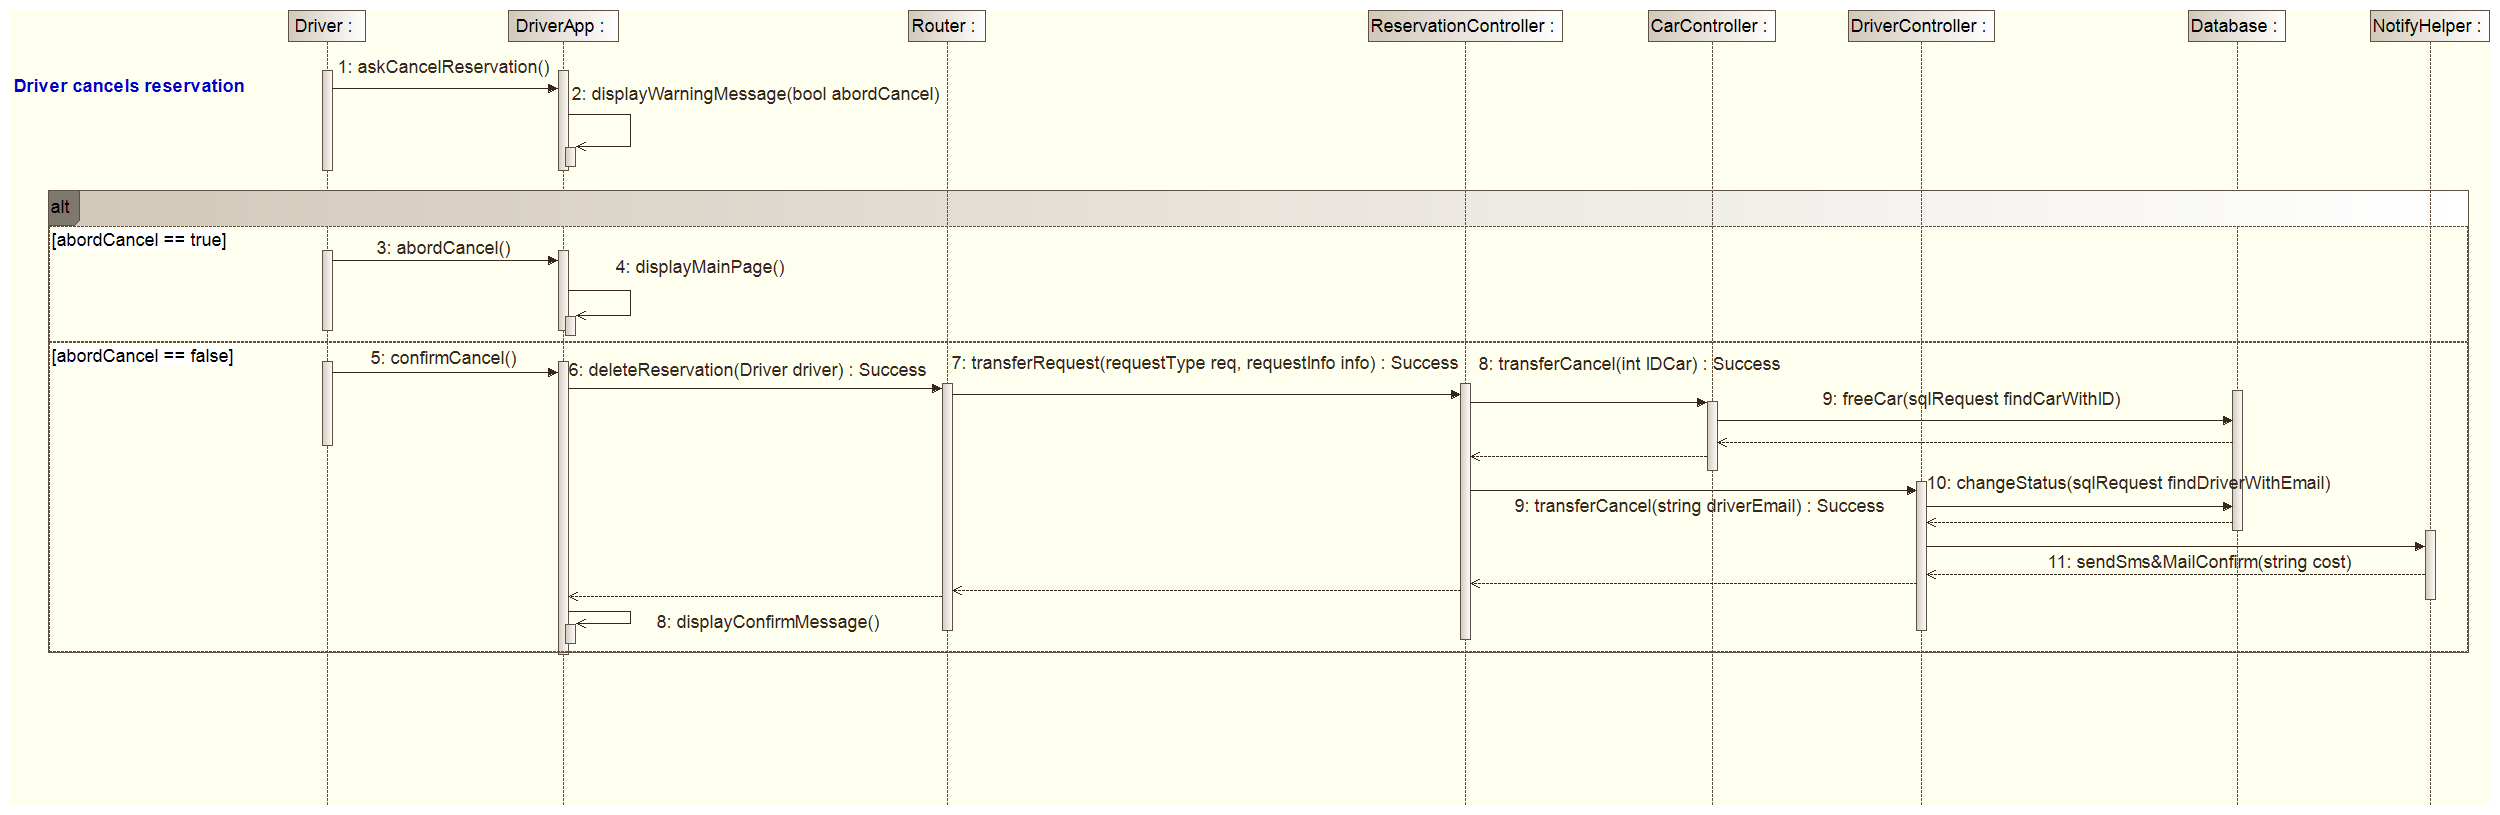 Driver :
DriverApp :
Router :
ReservationController :
CarController :
DriverController :
Database :
NotifyHelper :
Driver cancels reservation
1: askCancelReservation()
2: displayWarningMessage(bool abordCancel)
alt
[abordCancel == true]
3: abordCancel()
4: displayMainPage()
[abordCancel == false]
5: confirmCancel()
6: deleteReservation(Driver driver) : Success
7: transferRequest(requestType req, requestInfo info) : Success
8: transferCancel(int IDCar) : Success
9: freeCar(sqlRequest findCarWithID)
10: changeStatus(sqlRequest findDriverWithEmail)
9: transferCancel(string driverEmail) : Success
11: sendSms&MailConfirm(string cost)
8: displayConfirmMessage()